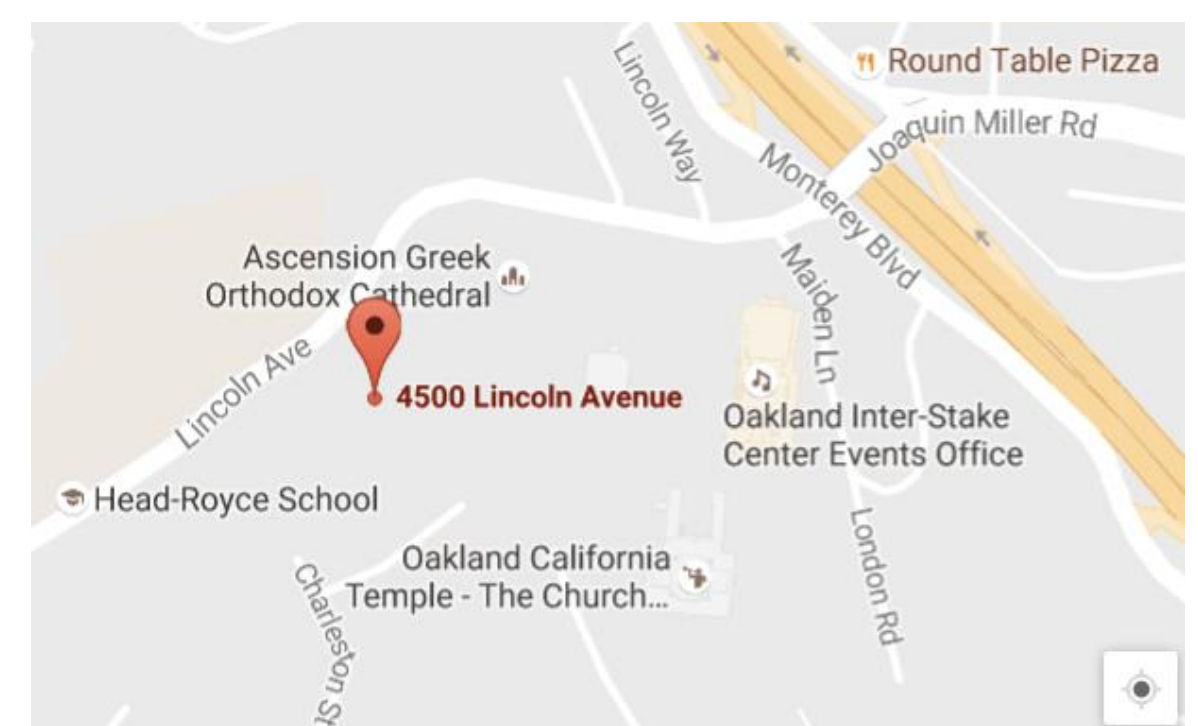 Round Table Pizza
Lincoln Way
Joaquin Miller Rd
Monterey Blvd
Ascension Greek
Orthodox Cathedral
Maiden Ln
Lincoln Ave
4500 Lincoln Avenue
Oakland Inter-Stake
Center Events Office
Head-Royce School
London Rd
Oakland California
Temple - The Church...
Charleston St